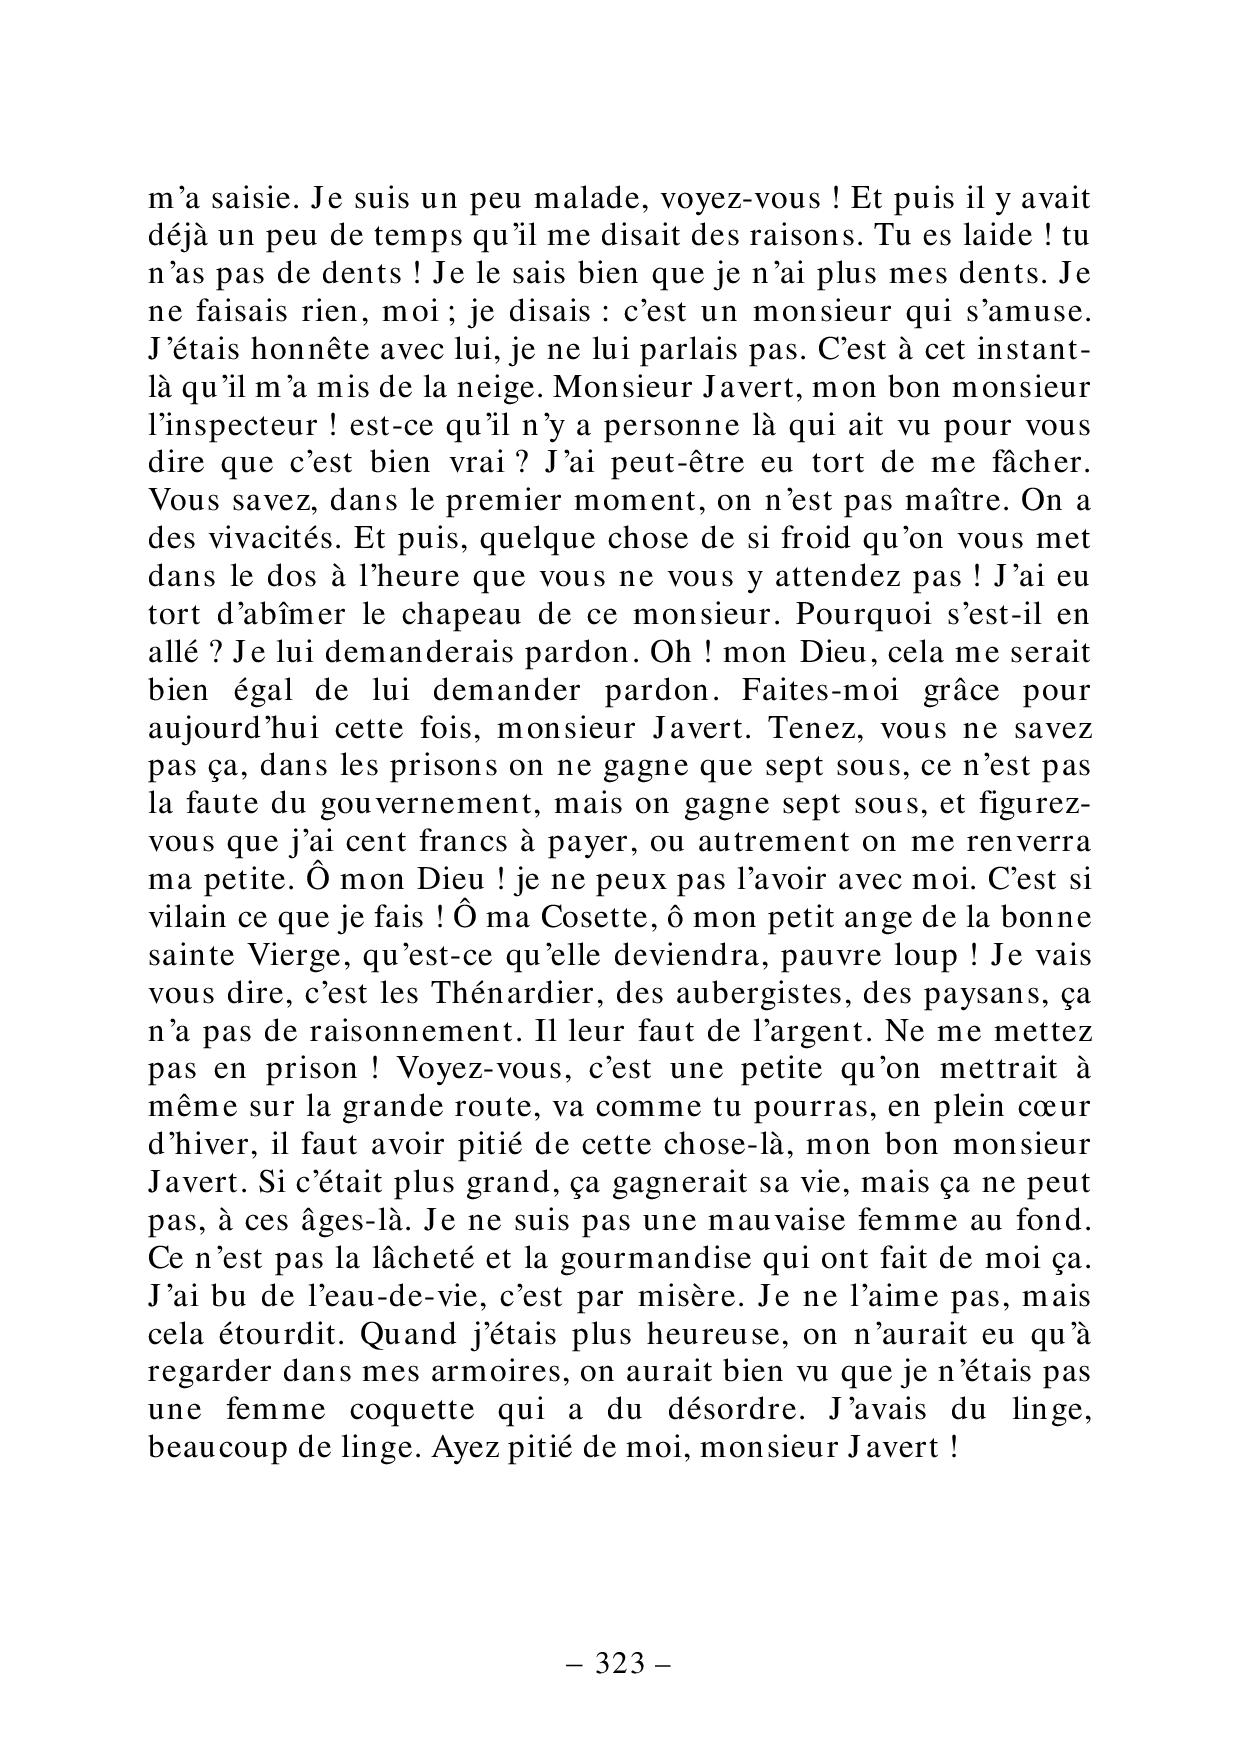 m’a saisie. Je suis un peu malade, voyez-vous ! Et puis il y avait
déjà un peu de temps qu’il me disait des raisons. Tu es laide ! tu
n’as pas de dents ! Je le sais bien que je n’ai plus mes dents. Je
ne faisais rien, moi ; je disais : c’est un monsieur qui s’amuse.
J’étais honnête avec lui, je ne lui parlais pas. C’est à cet instant-
là qu’il m’a mis de la neige. Monsieur Javert, mon bon monsieur
l’inspecteur ! est-ce qu’il n’y a personne là qui ait vu pour vous
dire que c’est bien vrai ? J’ai peut-être eu tort de me fâcher.
Vous savez, dans le premier moment, on n’est pas maître. On a
des vivacités. Et puis, quelque chose de si froid qu’on vous met
dans le dos à l’heure que vous ne vous y attendez pas ! J’ai eu
tort d’abîmer le chapeau de ce monsieur. Pourquoi s’est-il en
allé ? Je lui demanderais pardon. Oh ! mon Dieu, cela me serait
bien égal de lui demander pardon. Faites-moi grâce pour
aujourd’hui cette fois, monsieur Javert. Tenez, vous ne savez
pas ça, dans les prisons on ne gagne que sept sous, ce n’est pas
la faute du gouvernement, mais on gagne sept sous, et figurez-
vous que j’ai cent francs à payer, ou autrement on me renverra
ma petite. Ô mon Dieu ! je ne peux pas l’avoir avec moi. C’est si
vilain ce que je fais ! Ô ma Cosette, ô mon petit ange de la bonne
sainte Vierge, qu’est-ce qu’elle deviendra, pauvre loup ! Je vais
vous dire, c’est les Thénardier, des aubergistes, des paysans, ça
n’a pas de raisonnement. Il leur faut de l’argent. Ne me mettez
pas en prison ! Voyez-vous, c’est une petite qu’on mettrait à
même sur la grande route, va comme tu pourras, en plein cœur
d’hiver, il faut avoir pitié de cette chose-là, mon bon monsieur
Javert. Si c’était plus grand, ça gagnerait sa vie, mais ça ne peut
pas, à ces âges-là. Je ne suis pas une mauvaise femme au fond.
Ce n’est pas la lâcheté et la gourmandise qui ont fait de moi ça.
J’ai bu de l’eau-de-vie, c’est par misère. Je ne l’aime pas, mais
cela étourdit. Quand j’étais plus heureuse, on n’aurait eu qu’à
regarder dans mes armoires, on aurait bien vu que je n’étais pas
une femme coquette qui a du désordre. J’avais du linge,
beaucoup de linge. Ayez pitié de moi, monsieur Javert !
– 323 –